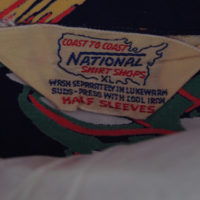 COAST TO COAST
NATIONAL
SHIRT SHOPS
XL
WASH SEPARATELY IN LUKEWARM
SUDS - PRESS WITH COOL IRON
HALF SLEEVES